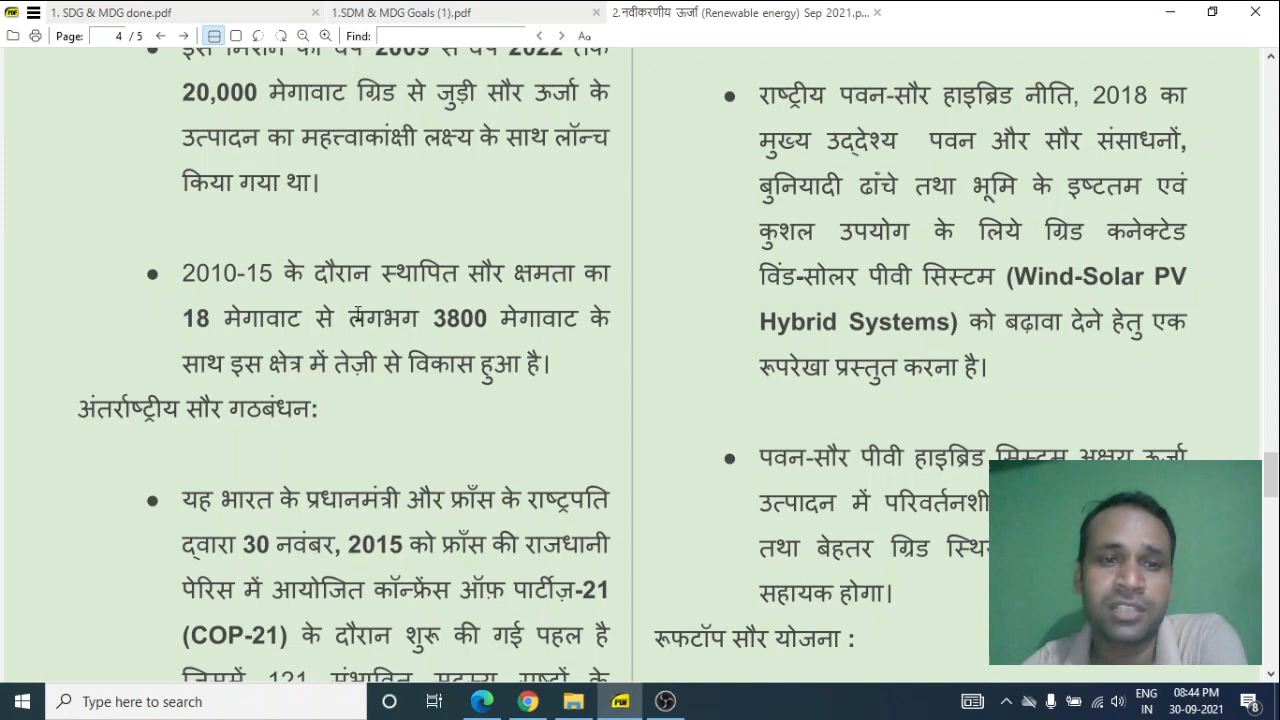 1. SDG & MDG done.pdf
1.SDM & MDG Goals (1).pdf
2.नवीकरणीय ऊर्जा (Renewable energy) Sep 2021.p...
Page: 4 / 5
Find:
20,000 मेगावाट ग्रिड से जुड़ी सौर ऊर्जा के
उत्पादन का महत्त्वाकांक्षी लक्ष्य के साथ लॉन्च
किया गया था।
● 2010-15 के दौरान स्थापित सौर क्षमता का
18 मेगावाट से लगभग 3800 मेगावाट के
साथ इस क्षेत्र में तेज़ी से विकास हुआ है।
अंतर्राष्ट्रीय सौर गठबंधन:
● यह भारत के प्रधानमंत्री और फ्राँस के राष्ट्रपति
द्वारा 30 नवंबर, 2015 को फ्राँस की राजधानी
पेरिस में आयोजित कॉन्फ्रेंस ऑफ़ पार्टीज़-21
(COP-21) के दौरान शुरू की गई पहल है
● राष्ट्रीय पवन-सौर हाइब्रिड नीति, 2018 का
मुख्य उद्देश्य पवन और सौर संसाधनों,
बुनियादी ढाँचे तथा भूमि के इष्टतम एवं
कुशल उपयोग के लिये ग्रिड कनेक्टेड
विंड-सोलर पीवी सिस्टम (Wind-Solar PV
Hybrid Systems) को बढ़ावा देने हेतु एक
रूपरेखा प्रस्तुत करना है।
● पवन-सौर पीवी हाइब्रिड सिस्टम अक्षय ऊर्जा
उत्पादन में
तथा बेहतर ग्रिड
सहायक होगा।
रूफटॉप सौर योजना :
Type here to search
ENG
IN
08:44 PM
30-09-2021
8